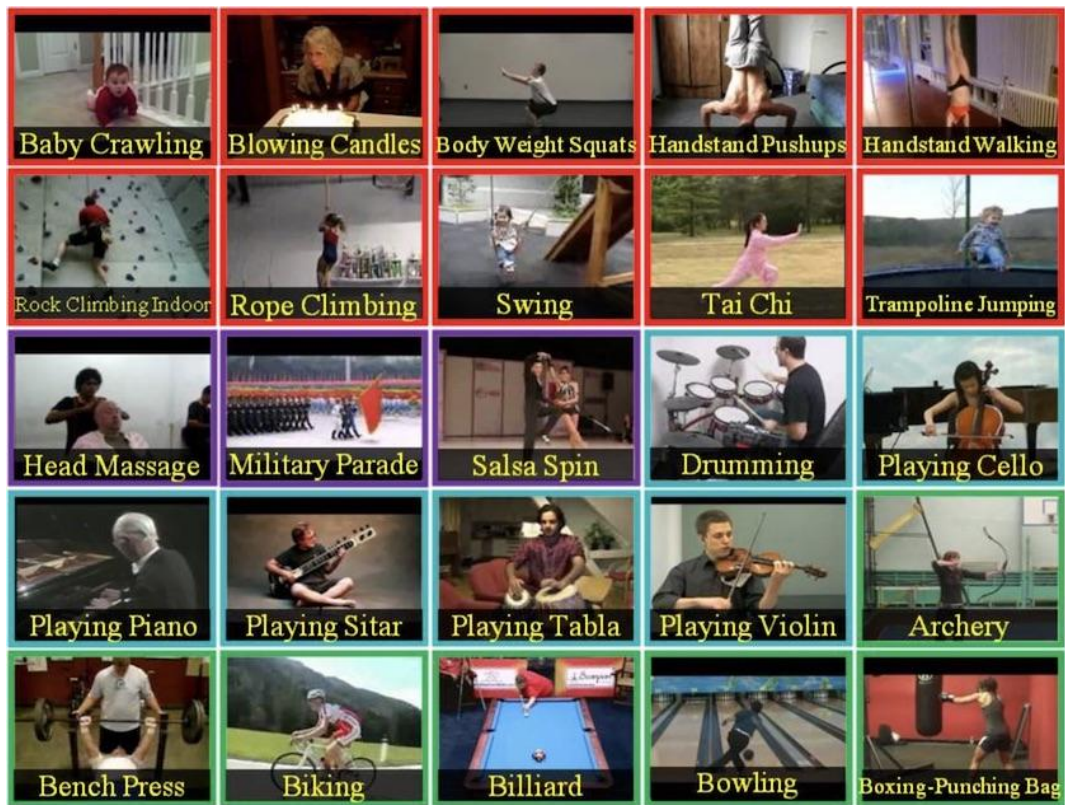 Baby Crawling
Blowing Candles
Body Weight Squats
Handstand Pushups
Handstand Walking
Rock Climbing Indoor
Rope Climbing
Swing
Tai Chi
Trampoline Jumping
Head Massage
Military Parade
Salsa Spin
Drumming
Playing Cello
Playing Piano
Playing Sitar
Playing Tabla
Playing Violin
Archery
Bench Press
Biking
Billiard
Bowling
Boxing-Punching Bag